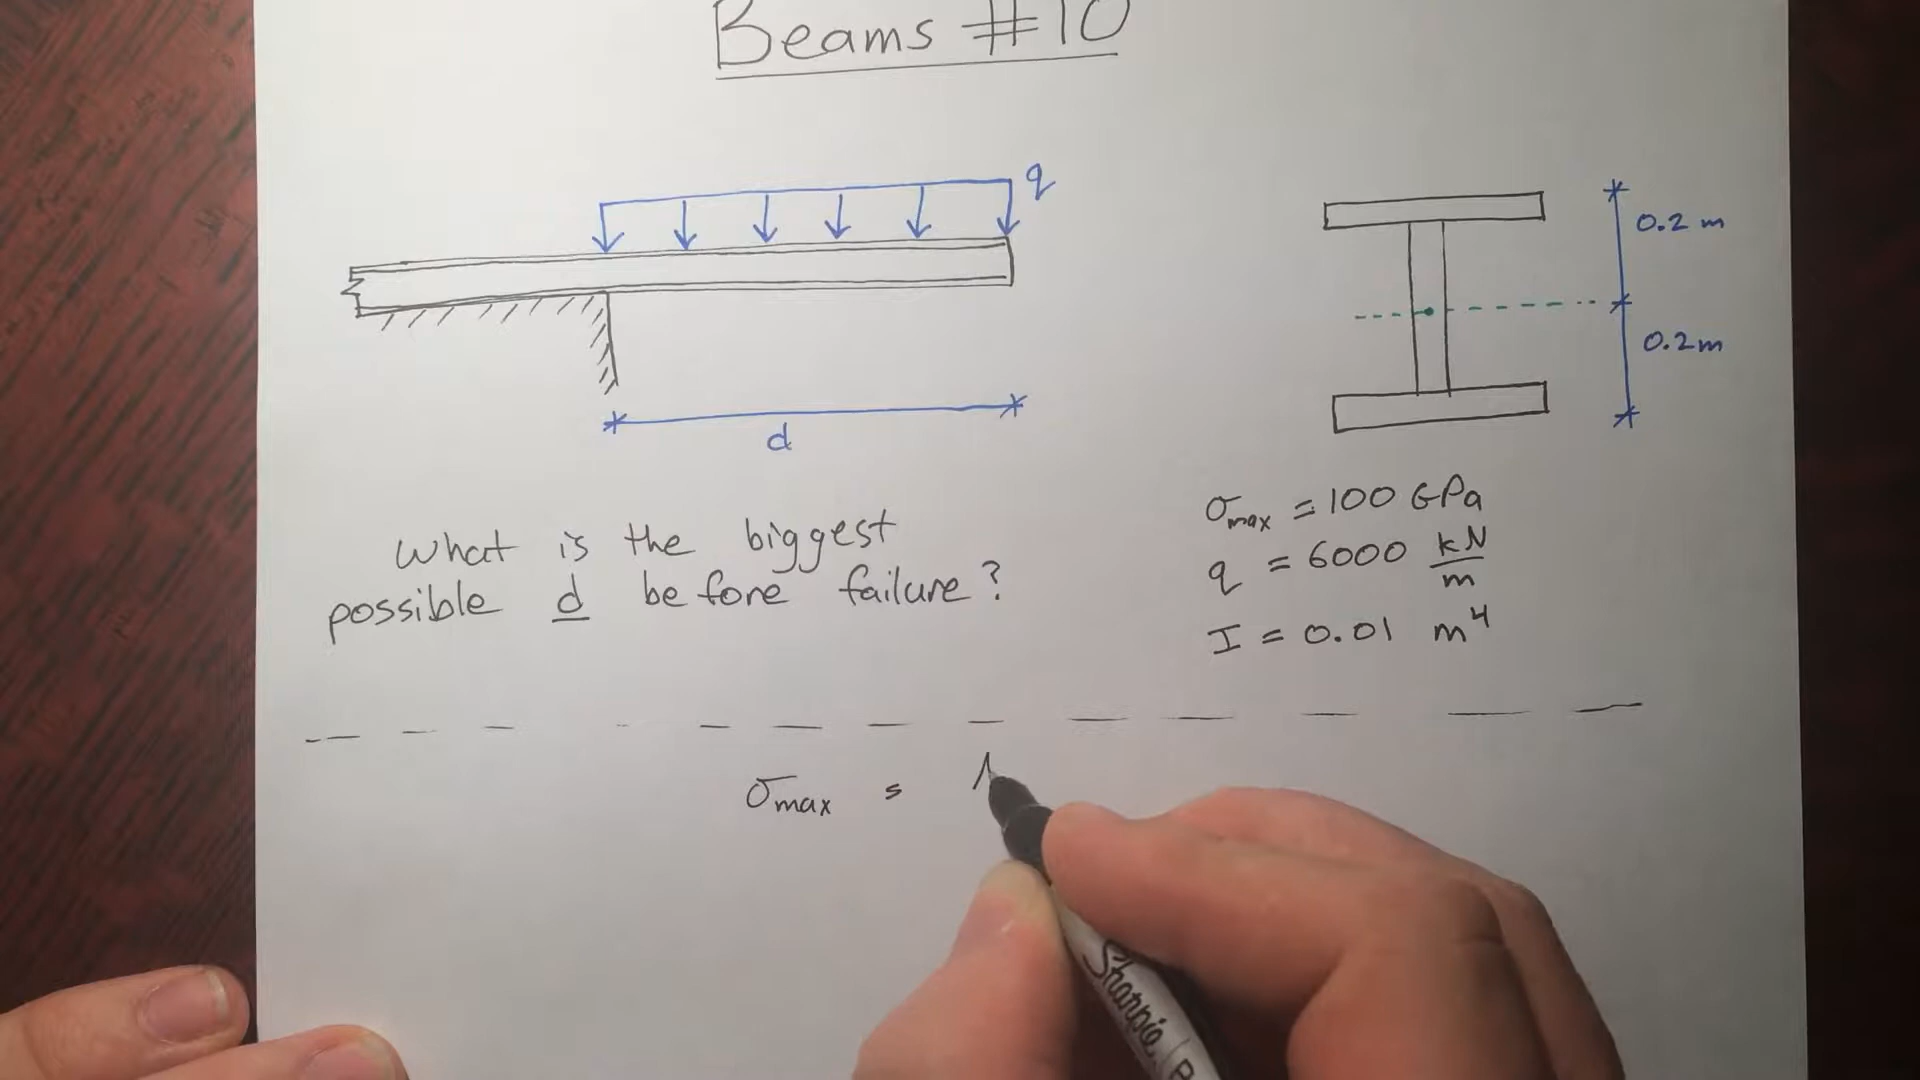 Beams #10
q
0.2 m
0.2 m
d
What is the biggest
possible d before failure?
σmax = 100 GPa
q = 6000 kN/m
I = 0.01 m⁴
σmax =
Sharpie